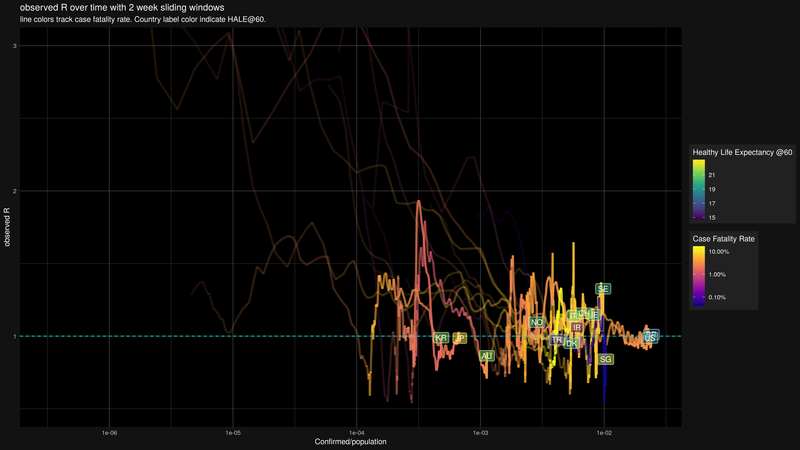 observed R over time with 2 week sliding windows
line colors track case fatality rate. Country label color indicate HALE@60.
3
2
1
observed R
SE
NO
IR
KR
JP
TR
DK
US
AU
SG
1e-06
1e-05
1e-04
1e-03
1e-02
Confirmed/population
Healthy Life Expectancy @60
21
19
17
15
Case Fatality Rate
10.00%
1.00%
0.10%